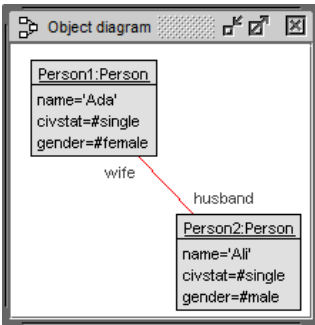 Object diagram
Person1:Person
name='Ada'
civstat=#single
gender=#female
wife
husband
Person2:Person
name='Ali'
civstat=#single
gender=#male